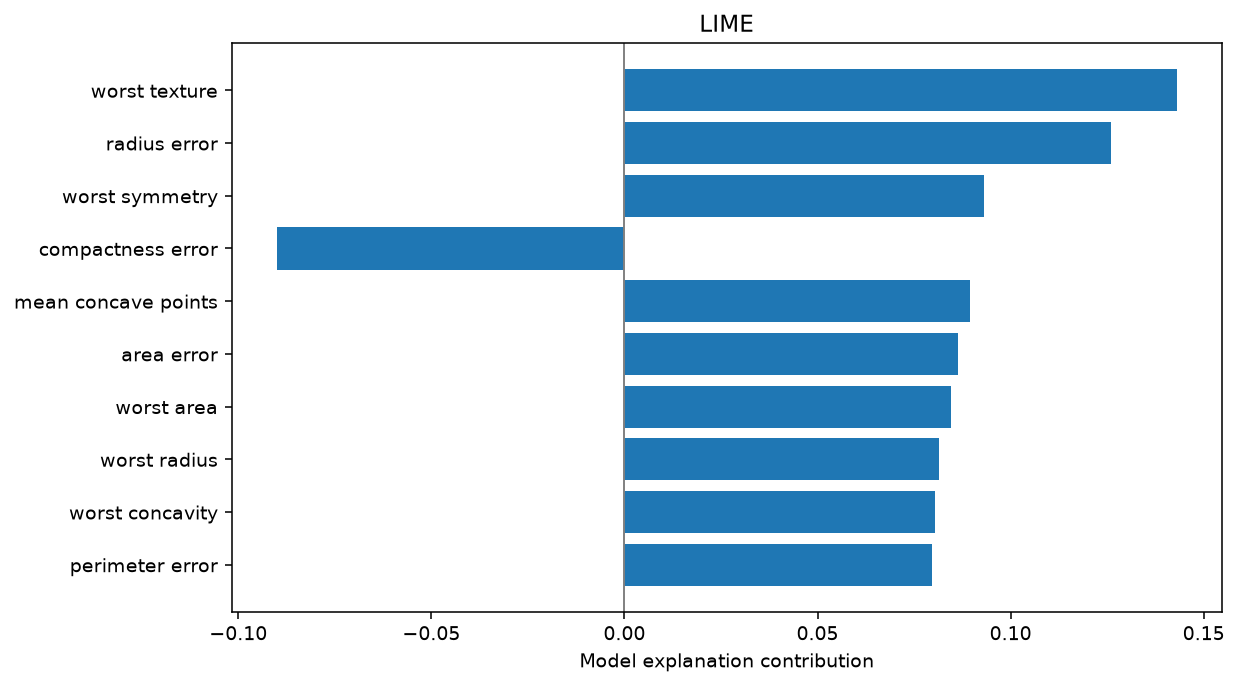 LIME
worst texture
radius error
worst symmetry
compactness error
mean concave points
area error
worst area
worst radius
worst concavity
perimeter error
−0.10 −0.05 0.00 0.05 0.10 0.15
Model explanation contribution